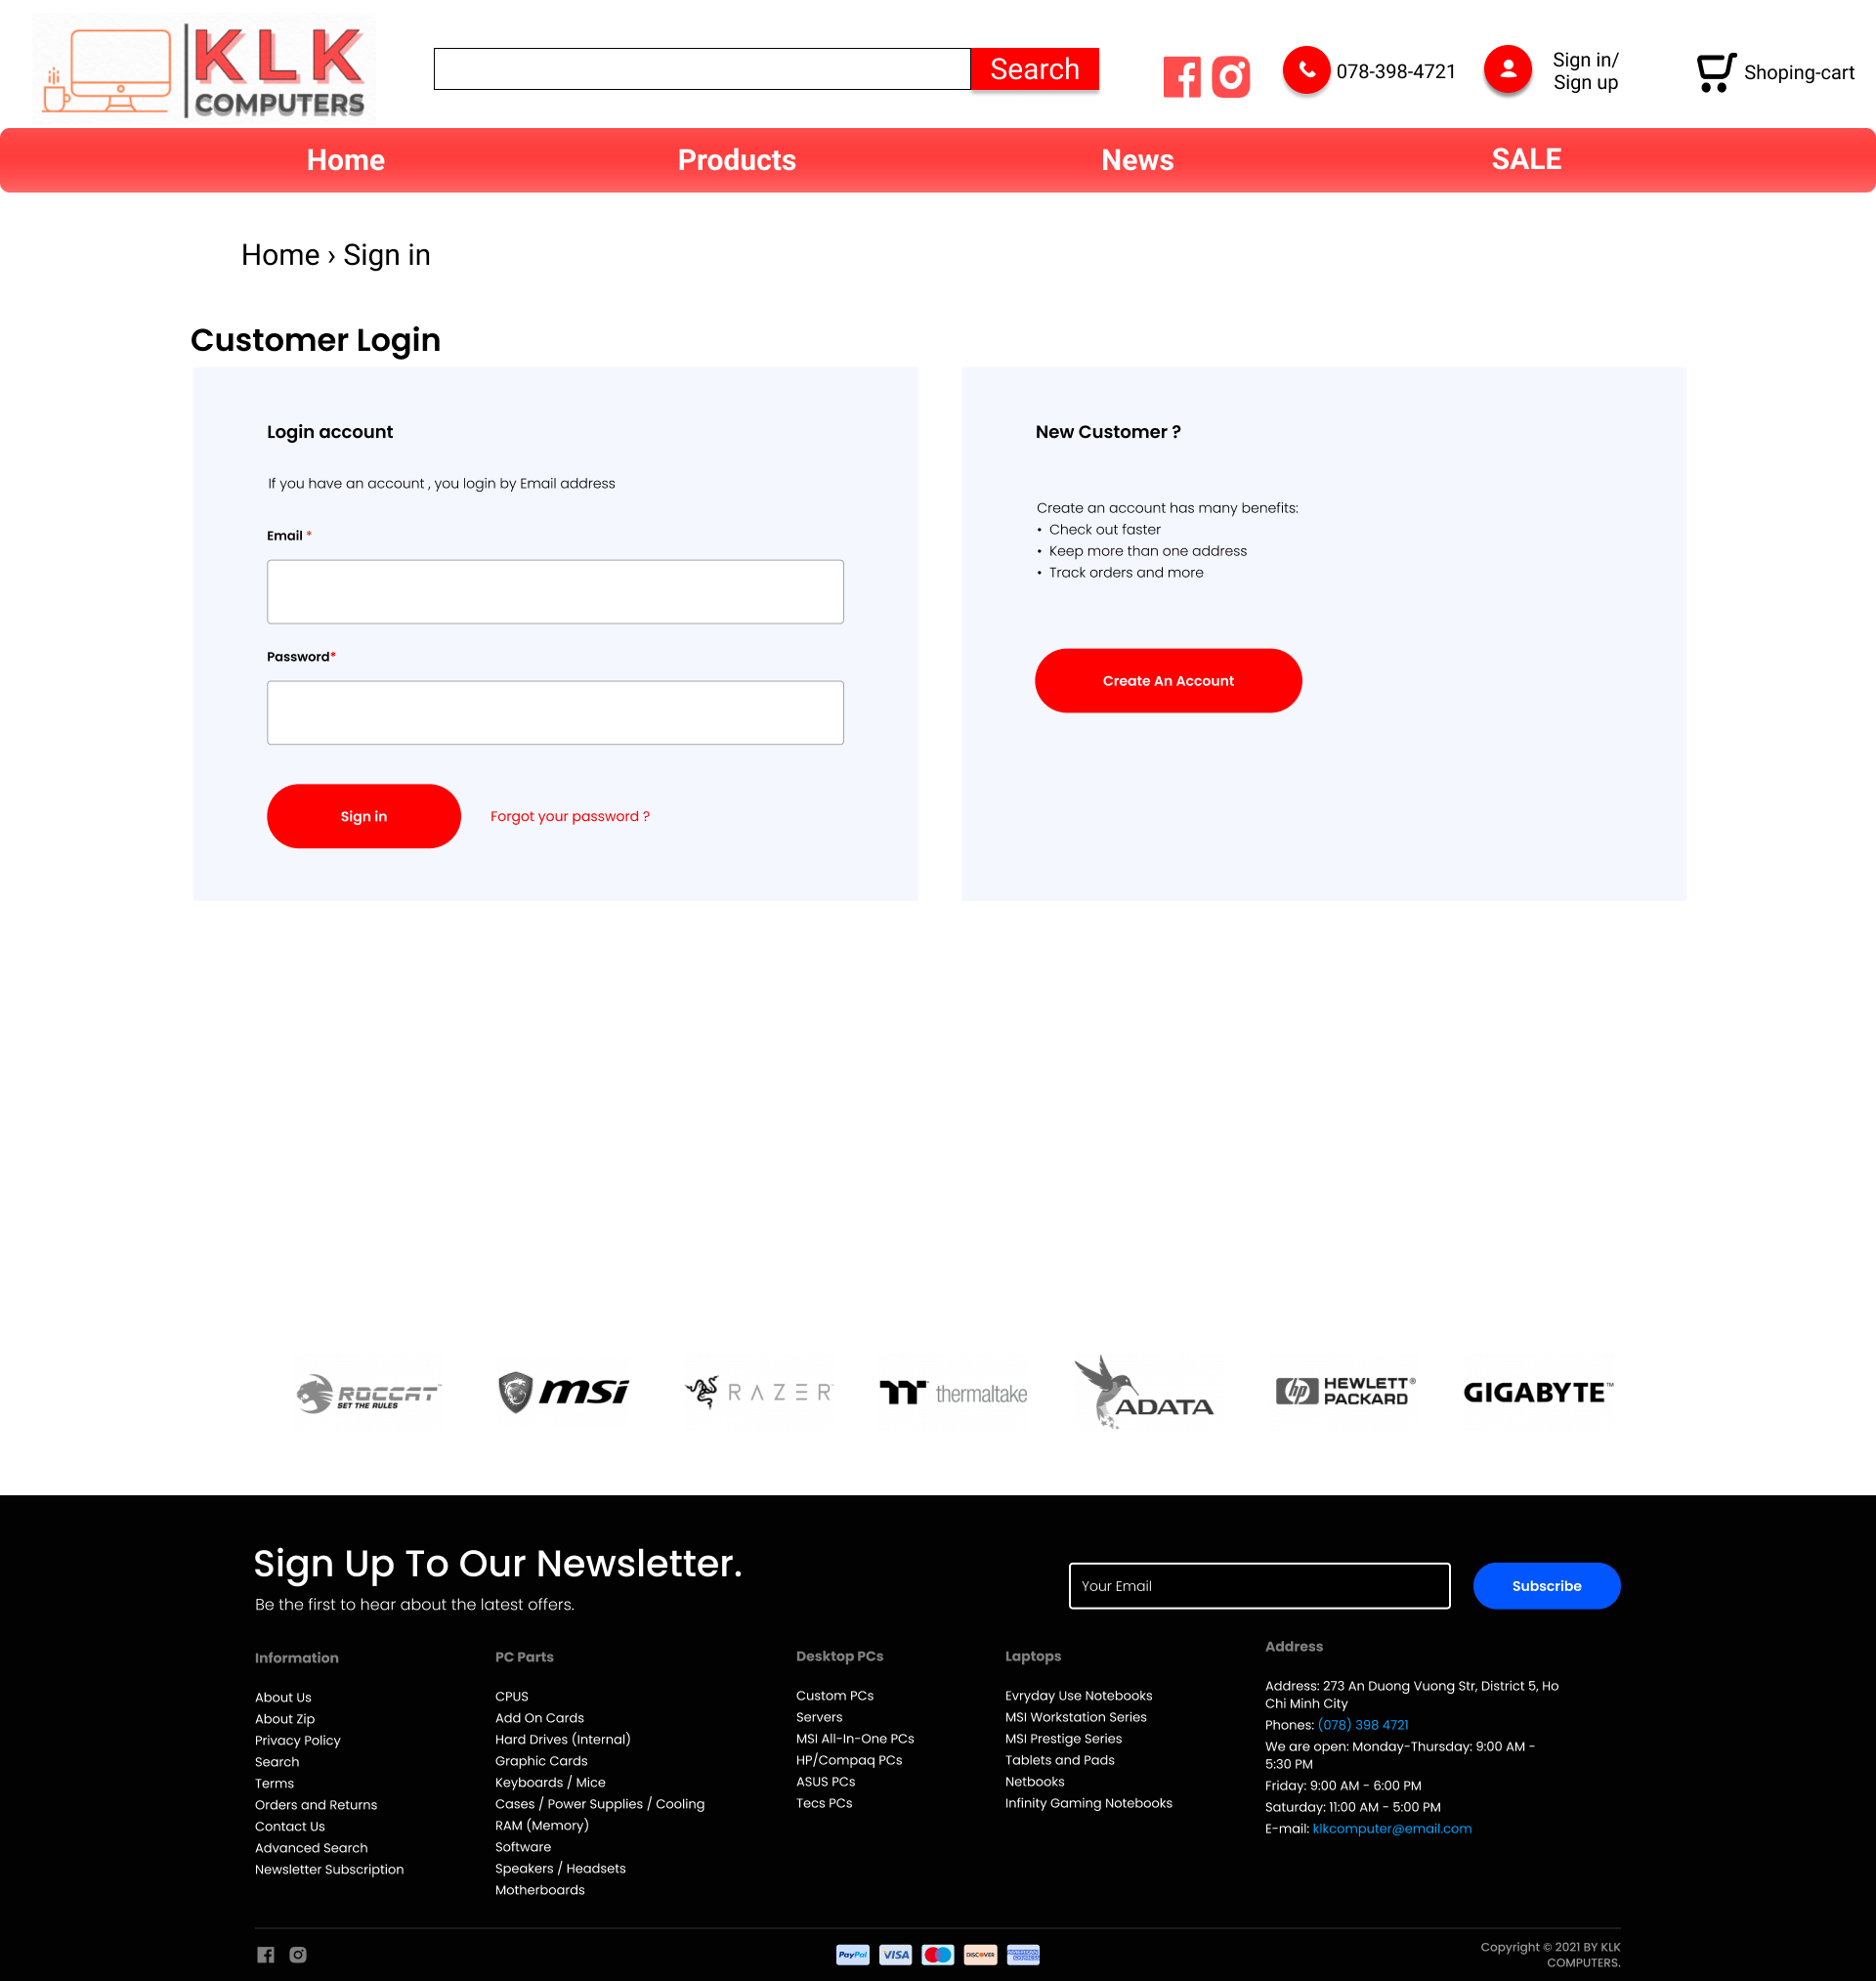 KLK
COMPUTERS
Search
078-398-4721
Sign in/
Sign up
Shoping-cart
Home
Products
News
SALE
Home › Sign in
Customer Login
Login account
If you have an account , you login by Email address
Email *
Password*
Sign in
Forgot your password ?
New Customer ?
Create an account has many benefits:
• Check out faster
• Keep more than one address
• Track orders and more
Create An Account
ROCCAT™
SET THE RULES
msi
RAZER™
thermaltake
ADATA
hp
HEWLETT®
PACKARD
GIGABYTE™
Sign Up To Our Newsletter.
Be the first to hear about the latest offers.
Your Email
Subscribe
Information
About Us
About Zip
Privacy Policy
Search
Terms
Orders and Returns
Contact Us
Advanced Search
Newsletter Subscription
PC Parts
CPUS
Add On Cards
Hard Drives (Internal)
Graphic Cards
Keyboards / Mice
Cases / Power Supplies / Cooling
RAM (Memory)
Software
Speakers / Headsets
Motherboards
Desktop PCs
Custom PCs
Servers
MSI All-In-One PCs
HP/Compaq PCs
ASUS PCs
Tecs PCs
Laptops
Evryday Use Notebooks
MSI Workstation Series
MSI Prestige Series
Tablets and Pads
Netbooks
Infinity Gaming Notebooks
Address
Address: 273 An Duong Vuong Str, District 5, Ho
Chi Minh City
Phones: (078) 398 4721
We are open: Monday-Thursday: 9:00 AM -
5:30 PM
Friday: 9:00 AM - 6:00 PM
Saturday: 11:00 AM - 5:00 PM
E-mail: klkcomputer@email.com
PayPal
VISA
DISCOVER
AMERICAN
EXPRESS
Copyright © 2021 BY KLK
COMPUTERS.